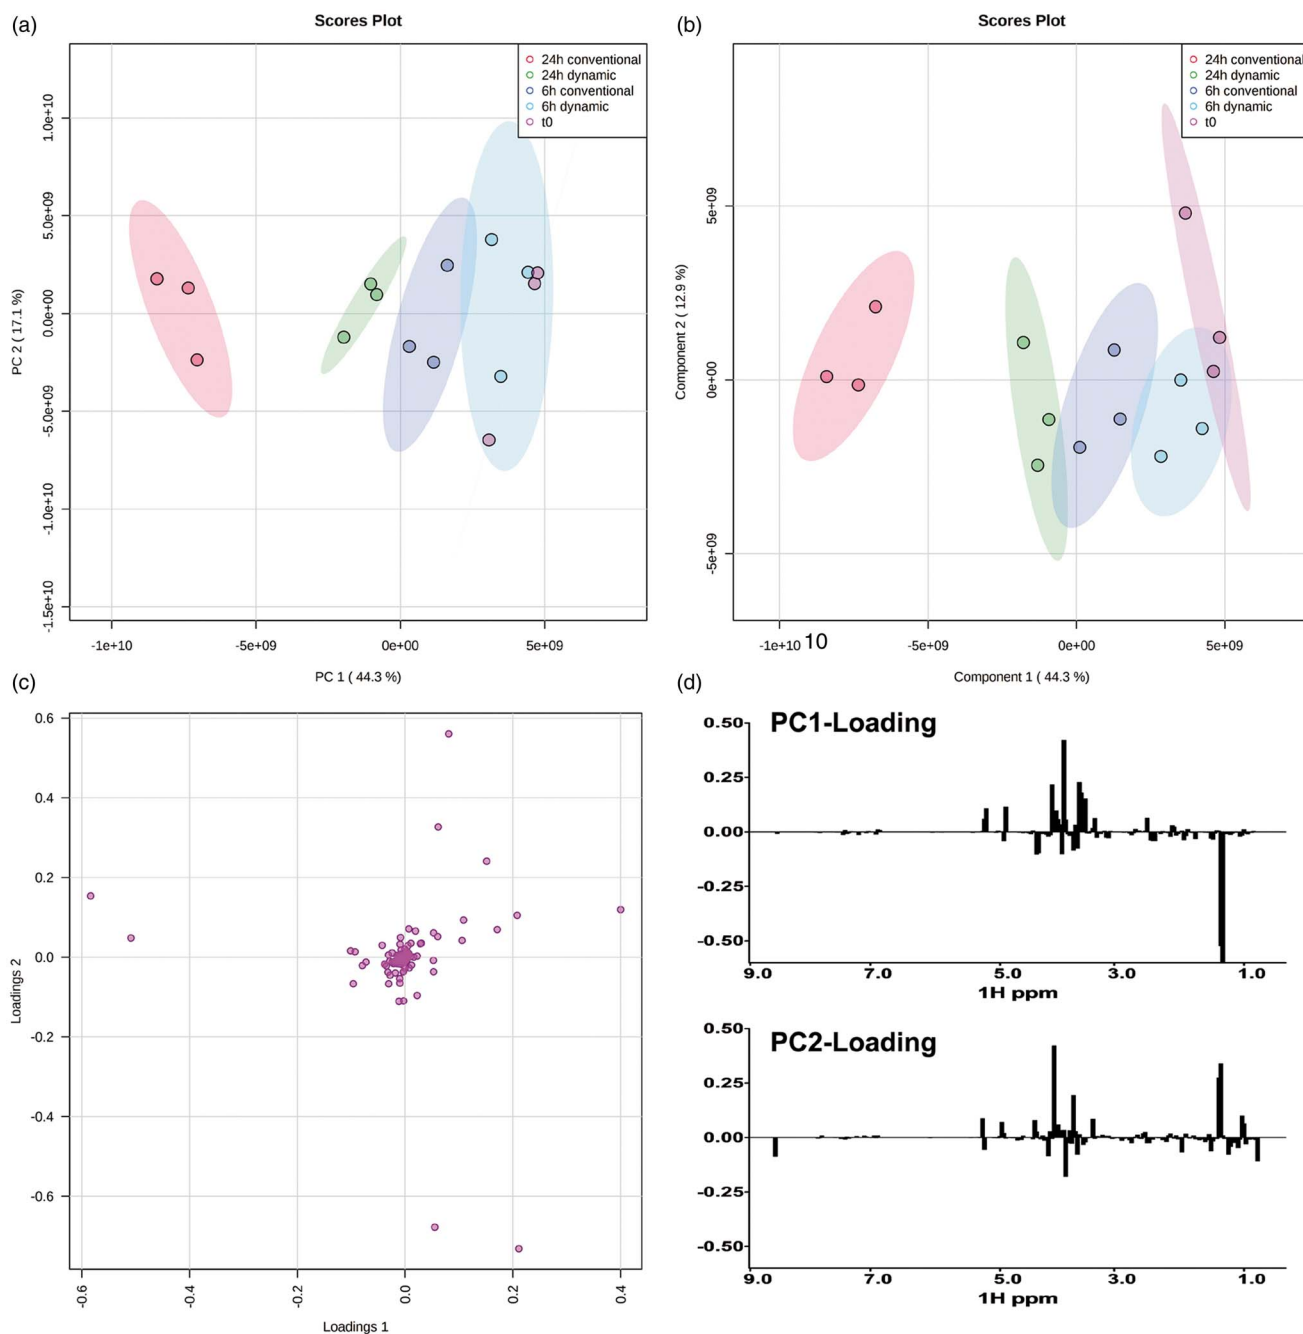 (a)
Scores Plot
24h conventional
24h dynamic
6h conventional
6h dynamic
t0
PC 2 ( 17.1 %)
1.0e+10
5.0e+09
0.0e+00
-5.0e+09
-1.0e+10
-1.5e+10
-1e+10
-5e+09
0e+00
5e+09
PC 1 ( 44.3 %)
(b)
Scores Plot
24h conventional
24h dynamic
6h conventional
6h dynamic
t0
Component 2 ( 12.9 %)
5e+09
0e+00
-5e+09
-1e+10 10
-5e+09
0e+00
5e+09
Component 1 ( 44.3 %)
(c)
Loadings 2
0.6
0.4
0.2
0.0
-0.2
-0.4
-0.6
-0.6
-0.4
-0.2
0.0
0.2
0.4
Loadings 1
(d)
PC1-Loading
0.50
0.25
0.00
-0.25
-0.50
9.0 7.0 5.0 3.0 1.0
1H ppm
PC2-Loading
0.50
0.25
0.00
-0.25
-0.50
9.0 7.0 5.0 3.0 1.0
1H ppm